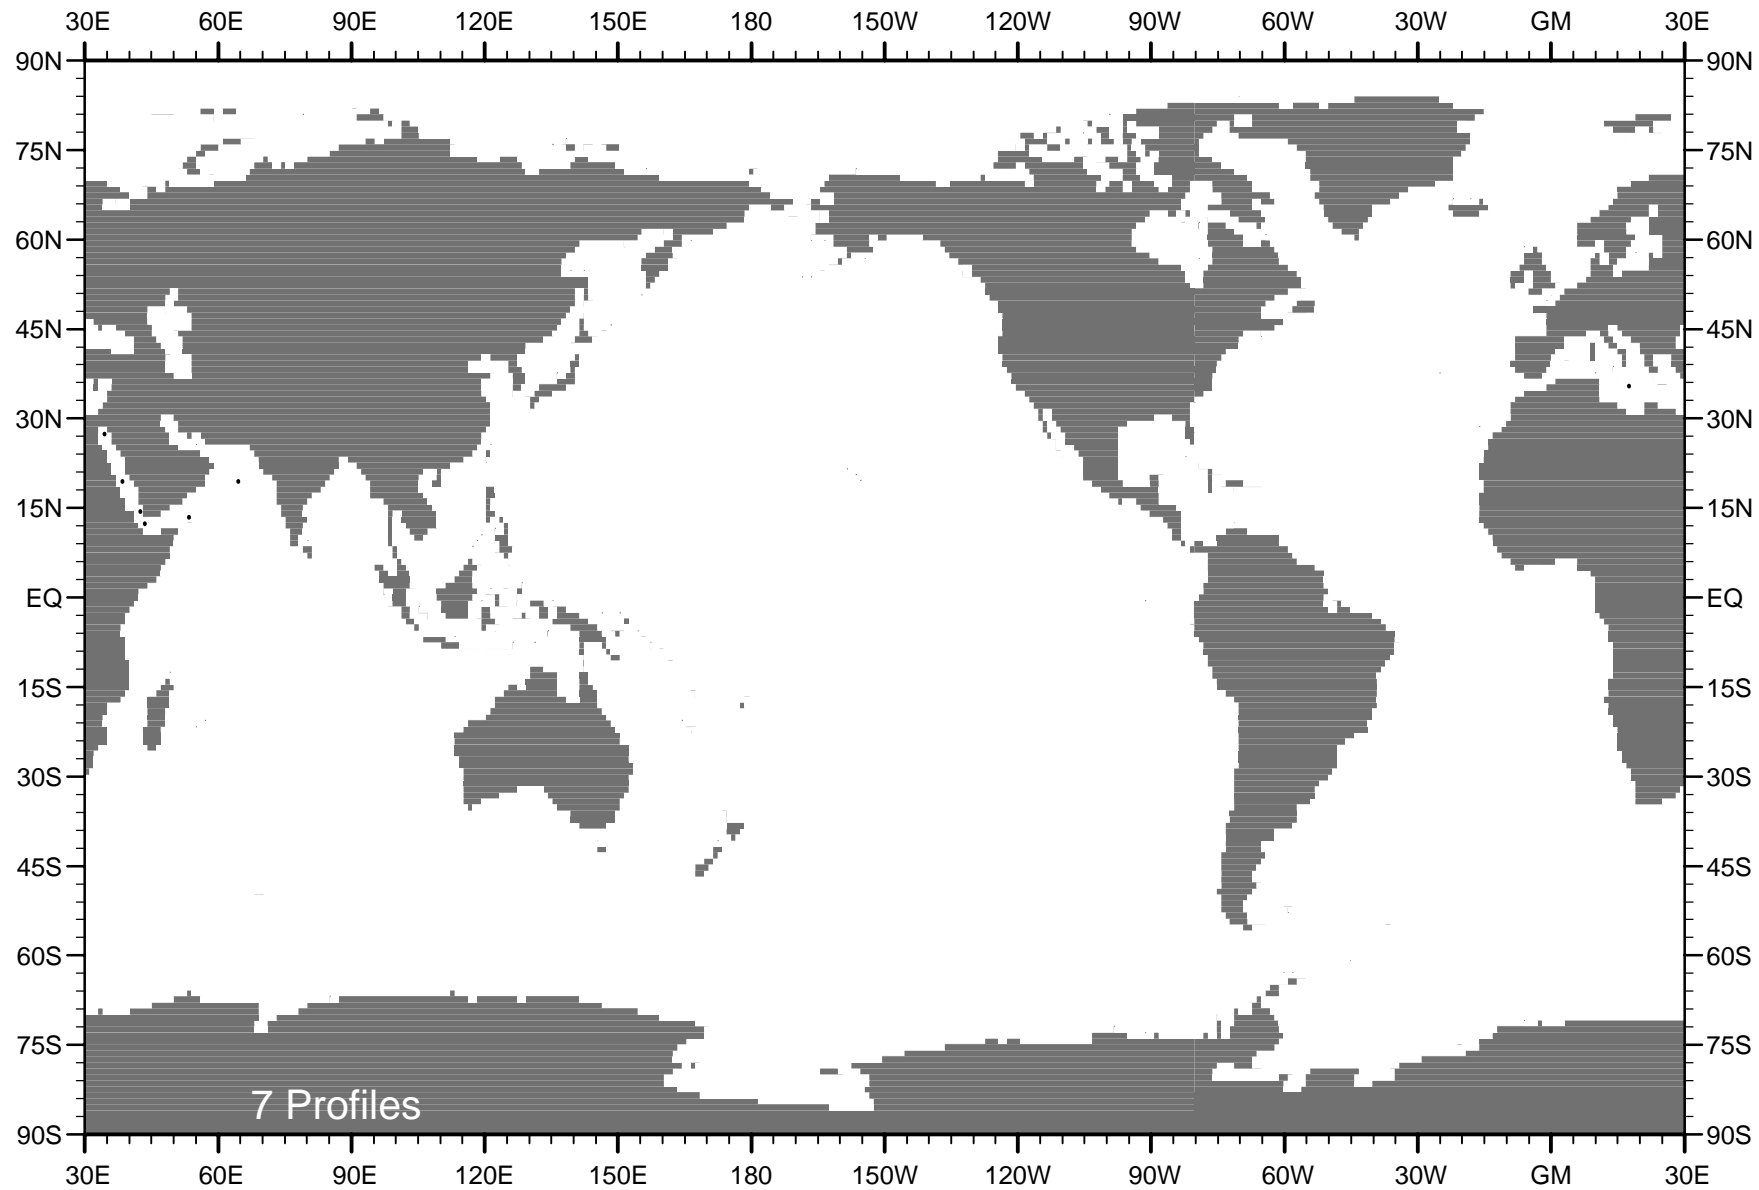 30E 60E 90E 120E 150E 180 150W 120W 90W 60W 30W GM 30E
90N 90N
75N 75N
60N 60N
45N 45N
30N 30N
15N 15N
EQ EQ
15S 15S
30S 30S
45S 45S
60S 60S
75S 75S
7 Profiles
90S 90S
30E 60E 90E 120E 150E 180 150W 120W 90W 60W 30W GM 30E